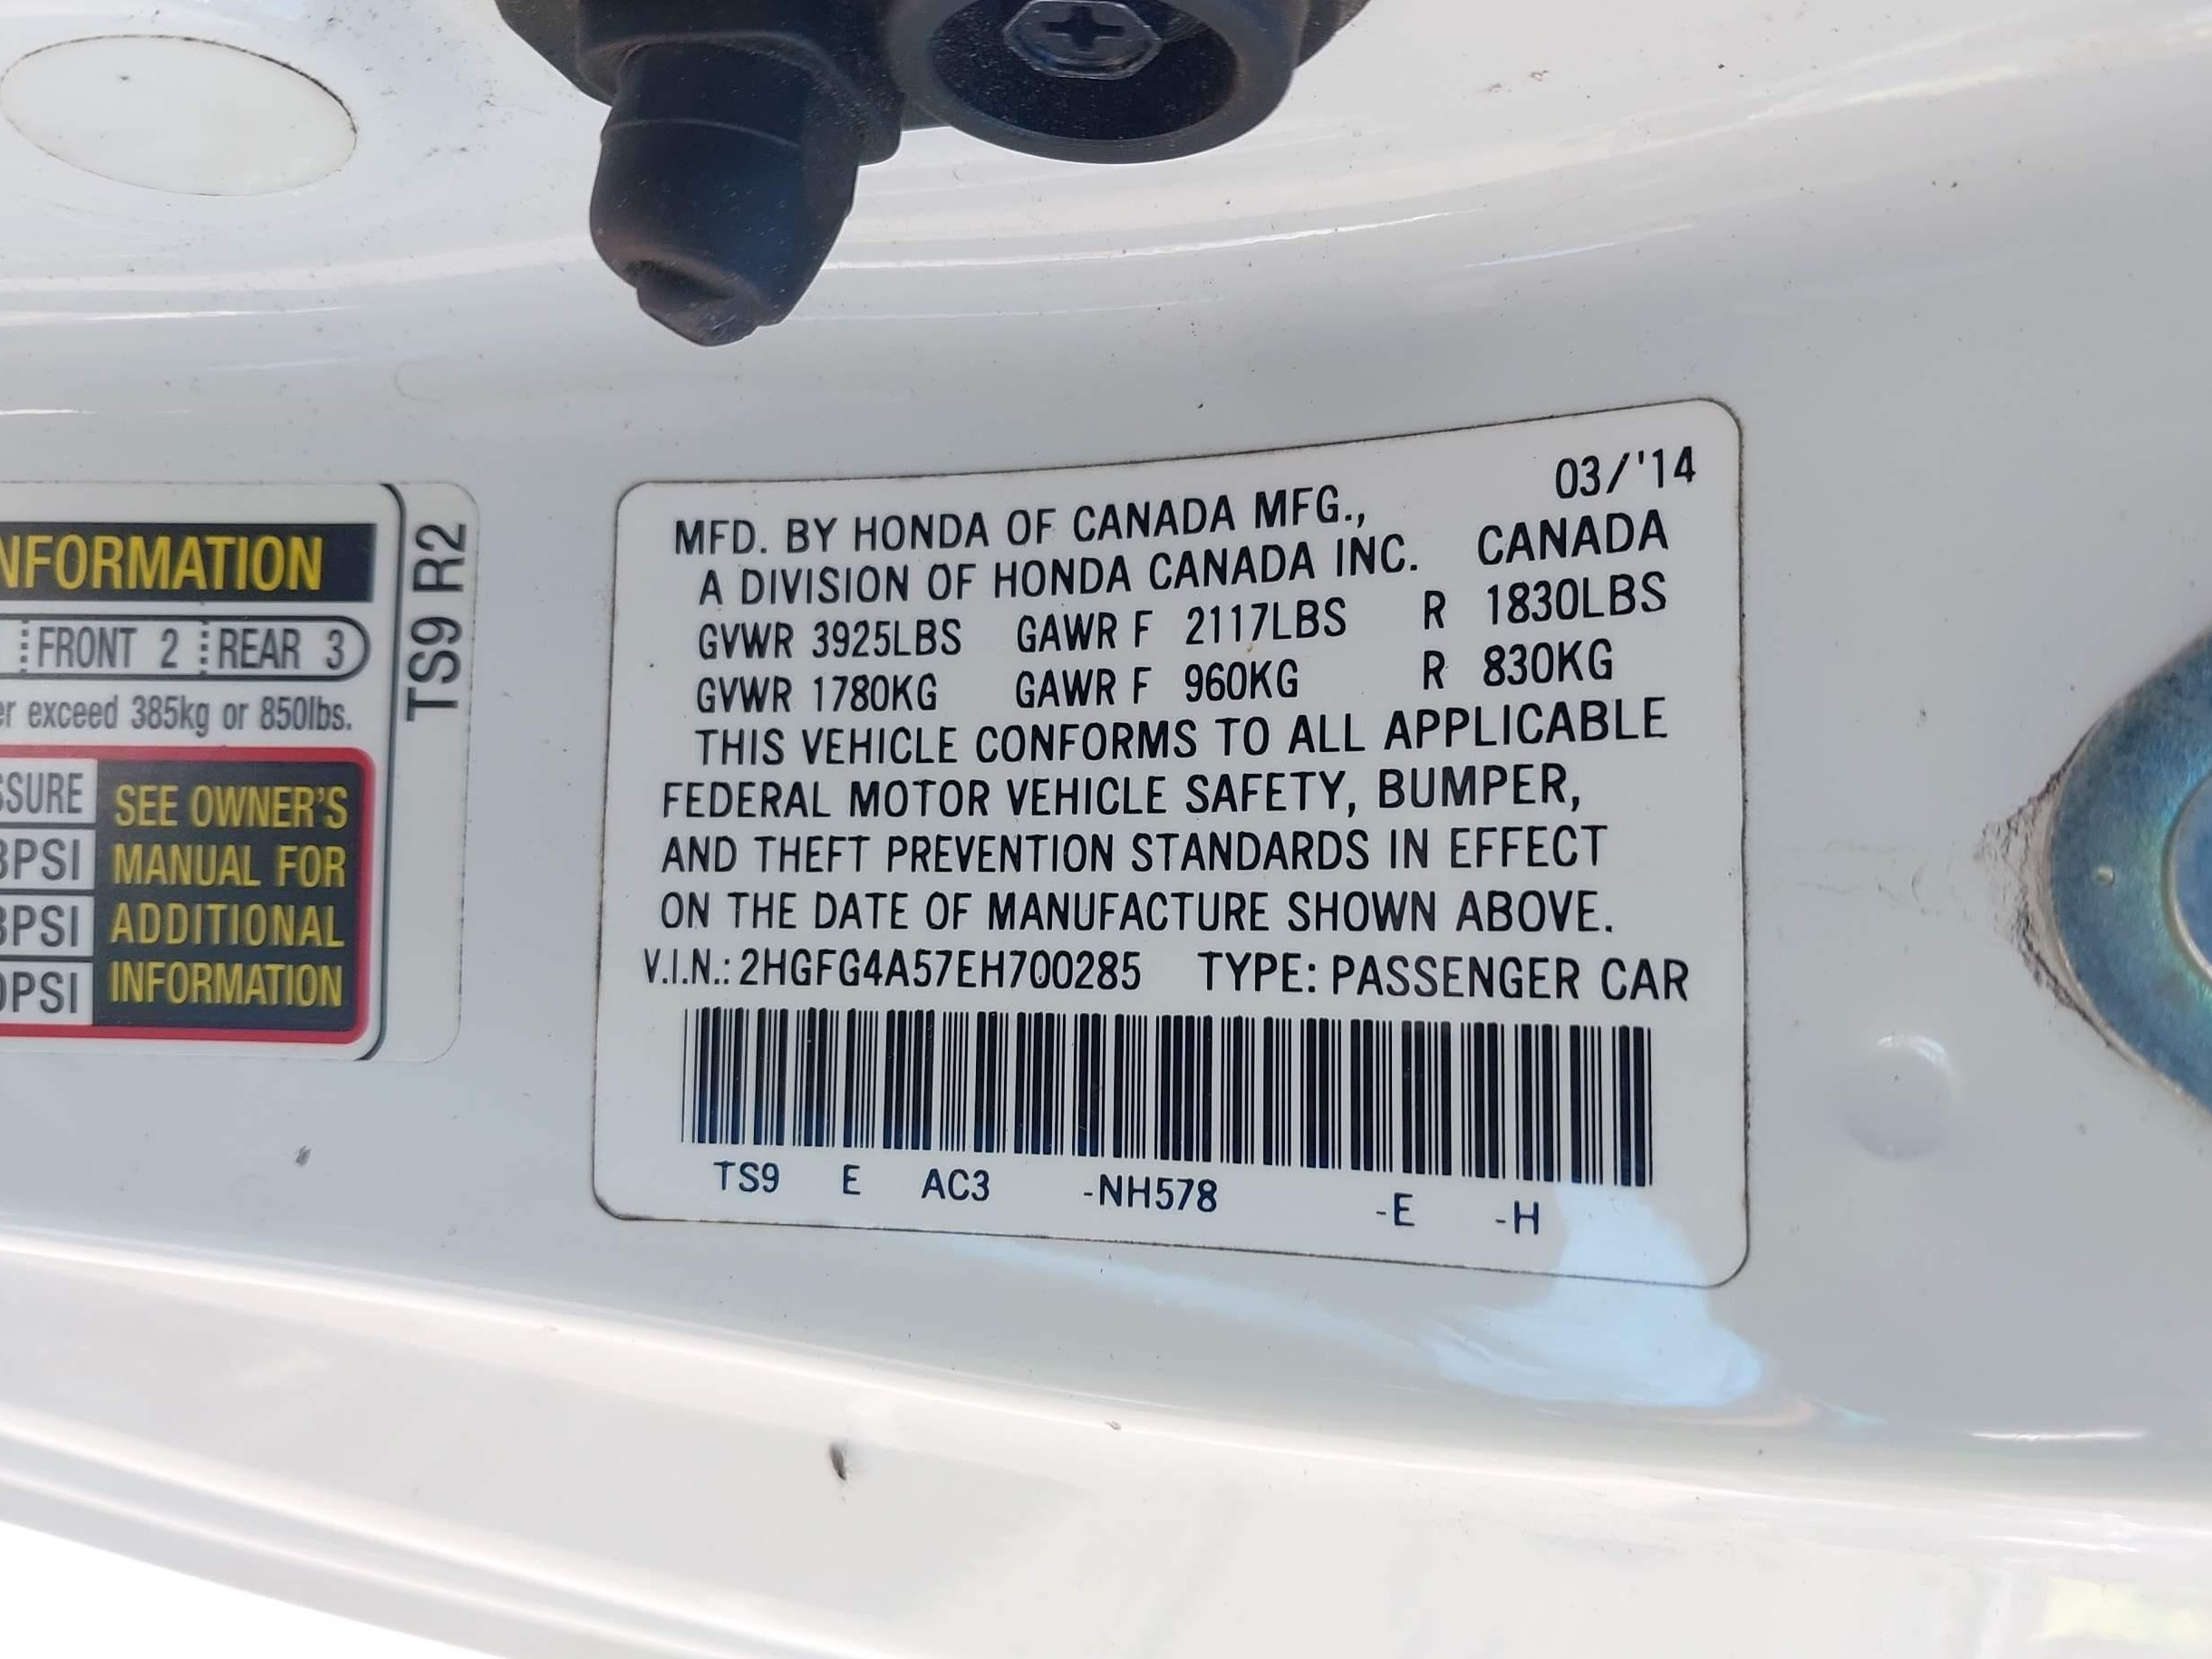 NFORMATION
FRONT 2 REAR 3
exceed 385kg or 850lbs.
SSURE
PSI
PSI
PSI
SEE OWNER'S
MANUAL FOR
ADDITIONAL
INFORMATION
TS9 R2
03/'14
MFD. BY HONDA OF CANADA MFG.,
A DIVISION OF HONDA CANADA INC. CANADA
GVWR 3925LBS GAWR F 2117LBS R 1830LBS
GVWR 1780KG GAWR F 960KG R 830KG
THIS VEHICLE CONFORMS TO ALL APPLICABLE
FEDERAL MOTOR VEHICLE SAFETY, BUMPER,
AND THEFT PREVENTION STANDARDS IN EFFECT
ON THE DATE OF MANUFACTURE SHOWN ABOVE.
V.I.N.: 2HGFG4A57EH700285 TYPE: PASSENGER CAR
TS9 E AC3 -NH578 -E -H